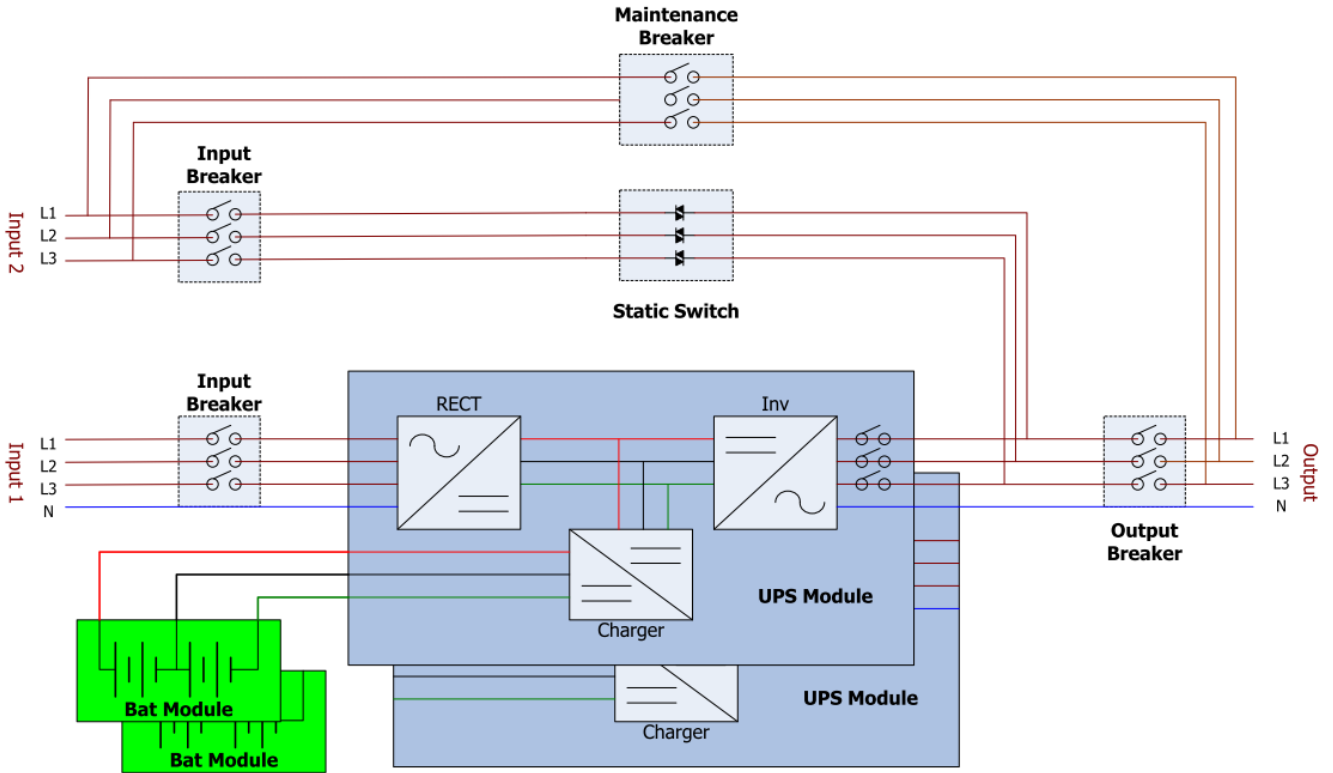 Maintenance
Breaker
Input
Breaker
Input 2
L1
L2
L3
Static Switch
Input
Breaker
RECT
Inv
Input 1
L1
L2
L3
N
L1
L2
L3
N
Output
Output
Breaker
UPS Module
Charger
UPS Module
Charger
Bat Module
Bat Module